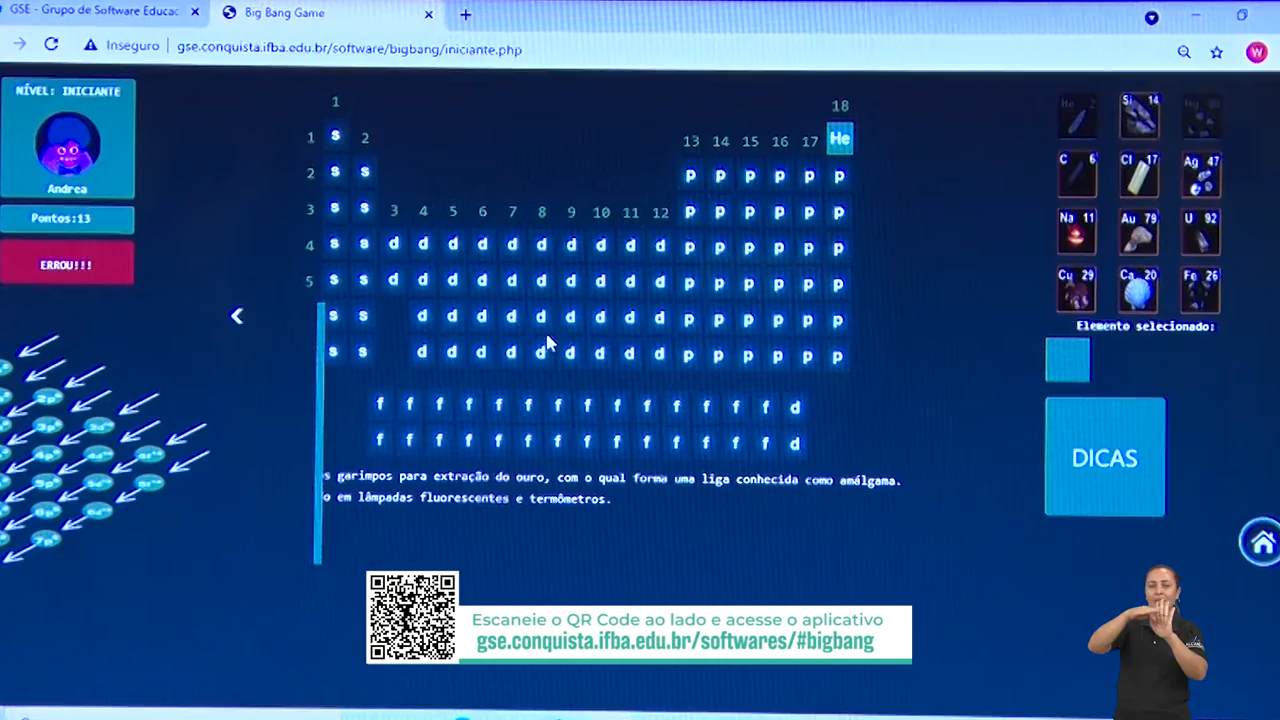 GSE - Grupo de Software Educac
Big Bang Game
Inseguro
gse.conquista.ifba.edu.br/software/bigbang/iniciante.php
W
NÍVEL: INICIANTE
Andrea
Pontos:13
ERROU!!!
1 18
1 s 2 13 14 15 16 17 He
2 s s p p p p p p
3 s s 3 4 5 6 7 8 9 10 11 12 p p p p p p
4 s s d d d d d d d d d d p p p p p p
5 s s d d d d d d d d d d p p p p p p
s s d d d d d d d d d p p p p p p
s s d d d d d d d d d p p p p p p
f f f f f f f f f f f f f f d
f f f f f f f f f f f f f f d
s garimpos para extração do ouro, com o qual forma uma liga conhecida como amálgama.
o em lâmpadas fluorescentes e termômetros.
He 2 Si 14 Hg 80
C 6 Cl 17 Ag 47
Na 11 Au 79 U 92
Cu 29 Ca 20 Fe 26
Elemento selecionado:
DICAS
Escaneie o QR Code ao lado e acesse o aplicativo
gse.conquista.ifba.edu.br/softwares/#bigbang